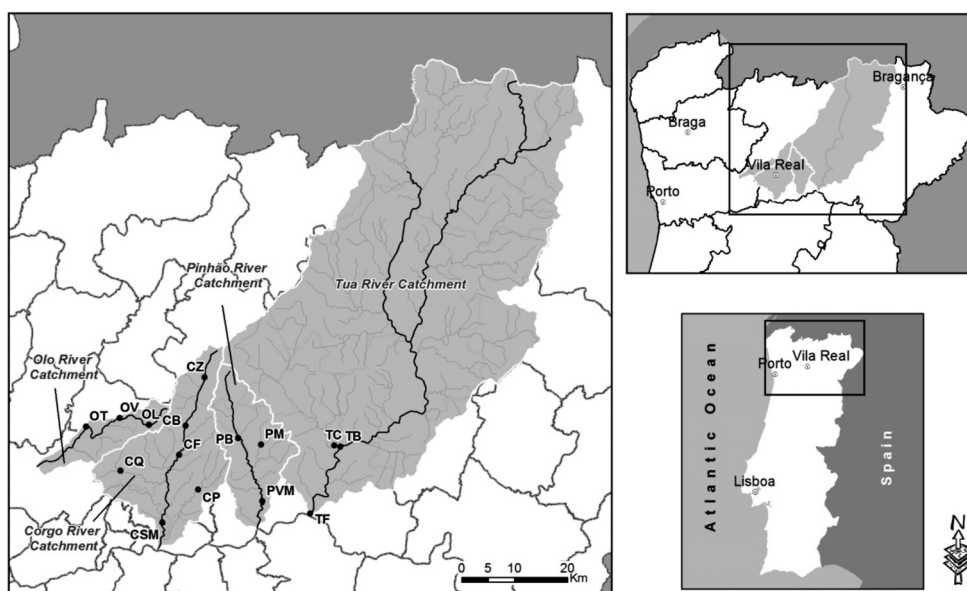 Pinhão River
Catchment
Tua River Catchment
Olo River
Catchment
CZ
OT
OV
OL
CB
CF
PB
PM
TC
TB
CQ
CP
PVM
TF
CSM
Corgo River
Catchment
0 5 10 20
Km
Bragança
Braga
Vila Real
Porto
Atlantic Ocean
Porto
Vila Real
Lisboa
Spain
N